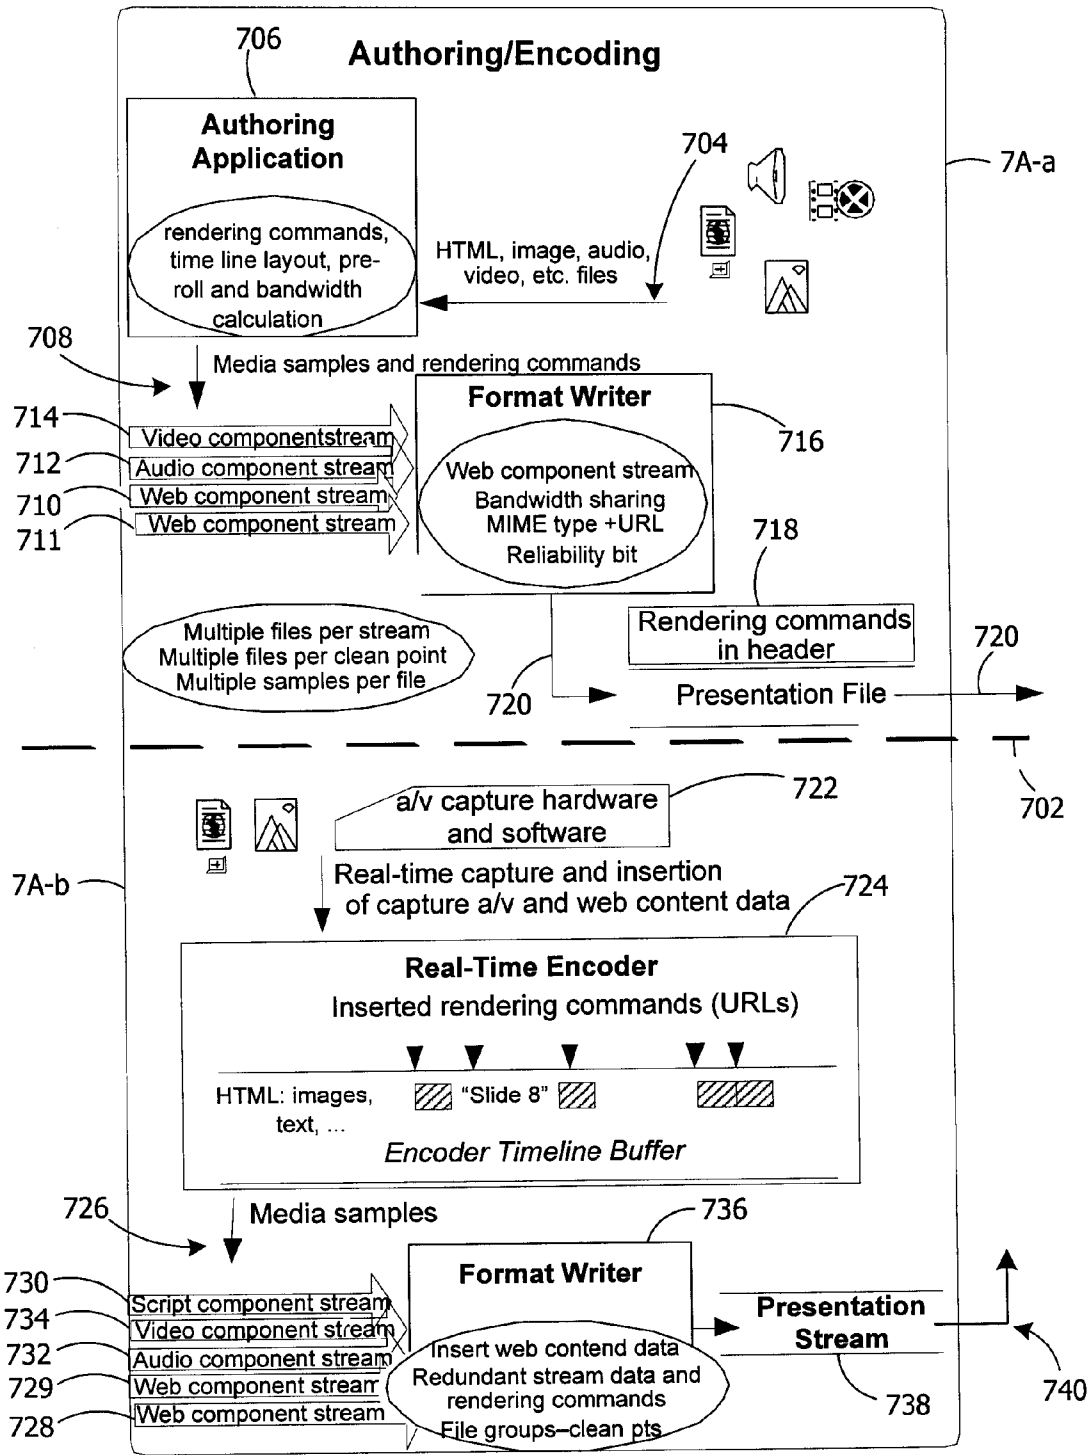 706
Authoring/Encoding
Authoring
Application
704
7A-a
rendering commands,
time line layout, pre-
roll and bandwidth
calculation
HTML, image, audio,
video, etc. files
708
Media samples and rendering commands
Format Writer
714
Video componentstream
716
712
Audio component stream
Web component stream
Bandwidth sharing
MIME type +URL
Reliability bit
710
Web component stream
711
Web component stream
718
Rendering commands
in header
Multiple files per stream
Multiple files per clean point
Multiple samples per file
720
720
Presentation File
702
722
a/v capture hardware
and software
7A-b
Real-time capture and insertion
of capture a/v and web content data
724
Real-Time Encoder
Inserted rendering commands (URLs)
HTML: images,
text, ...
"Slide 8"
Encoder Timeline Buffer
726
Media samples
736
Format Writer
730
Script component stream
734
Video component stream
732
Audio component stream
729
Web component stream
728
Web component stream
Insert web contend data
Redundant stream data and
rendering commands
File groups–clean pts
Presentation
Stream
738
740